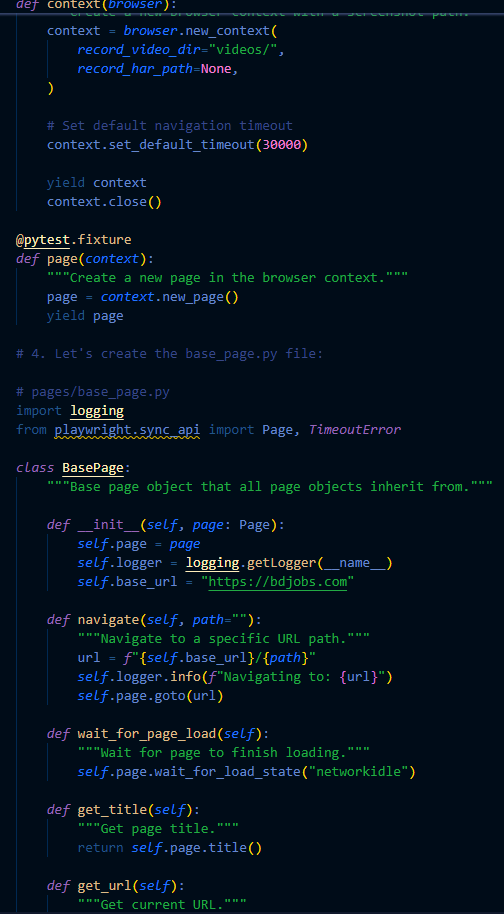 def context(browser):
    """Create a new browser context with a screenshot path."""
    context = browser.new_context(
        record_video_dir="videos/",
        record_har_path=None,
    )
    # Set default navigation timeout
    context.set_default_timeout(30000)
    yield context
    context.close()
@pytest.fixture
def page(context):
    """Create a new page in the browser context."""
    page = context.new_page()
    yield page
# 4. Let's create the base_page.py file:
# pages/base_page.py
import logging
from playwright.sync_api import Page, TimeoutError
class BasePage:
    """Base page object that all page objects inherit from."""
    def __init__(self, page: Page):
        self.page = page
        self.logger = logging.getLogger(__name__)
        self.base_url = "https://bdjobs.com"
    def navigate(self, path=""):
        """Navigate to a specific URL path."""
        url = f"{self.base_url}/{path}"
        self.logger.info(f"Navigating to: {url}")
        self.page.goto(url)
    def wait_for_page_load(self):
        """Wait for page to finish loading."""
        self.page.wait_for_load_state("networkidle")
    def get_title(self):
        """Get page title."""
        return self.page.title()
    def get_url(self):
        """Get current URL."""